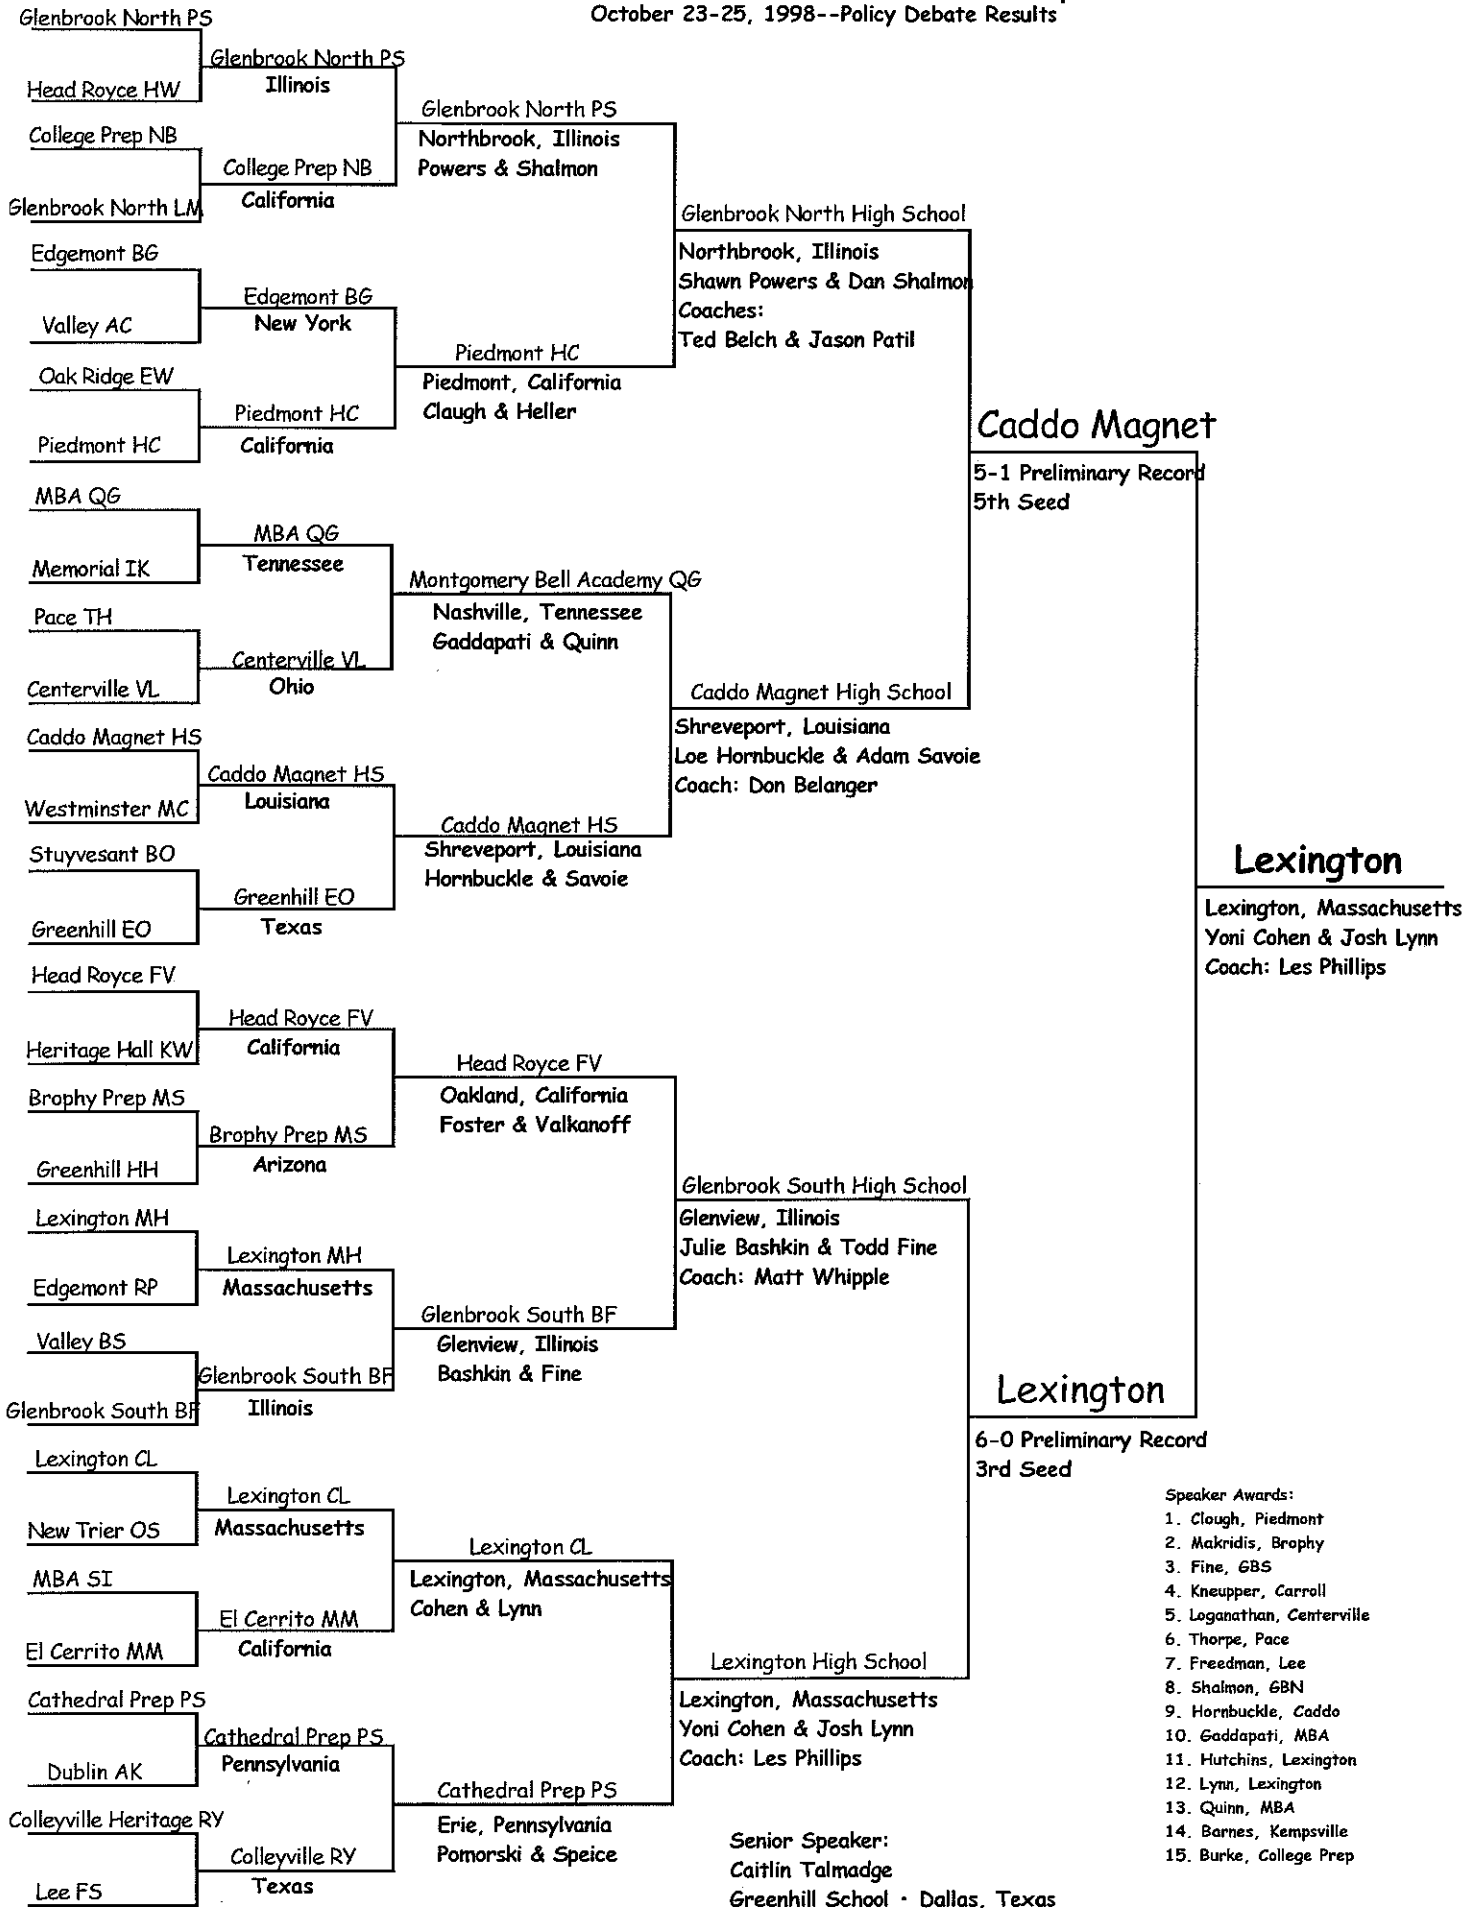 October 23-25, 1998--Policy Debate Results
Glenbrook North PS
Head Royce HW
College Prep NB
Glenbrook North LM
Edgemont BG
Valley AC
Oak Ridge EW
Piedmont HC
MBA QG
Memorial IK
Pace TH
Centerville VL
Caddo Magnet HS
Westminster MC
Stuyvesant BO
Greenhill EO
Head Royce FV
Heritage Hall KW
Brophy Prep MS
Greenhill HH
Lexington MH
Edgemont RP
Valley BS
Glenbrook South BF
Lexington CL
New Trier OS
MBA SI
El Cerrito MM
Cathedral Prep PS
Dublin AK
Colleyville Heritage RY
Lee FS
Glenbrook North PS
Illinois
College Prep NB
California
Edgemont BG
New York
Piedmont HC
California
MBA QG
Tennessee
Centerville VL
Ohio
Caddo Magnet HS
Louisiana
Greenhill EO
Texas
Head Royce FV
California
Brophy Prep MS
Arizona
Lexington MH
Massachusetts
Glenbrook South BF
Illinois
Lexington CL
Massachusetts
El Cerrito MM
California
Cathedral Prep PS
Pennsylvania
Colleyville RY
Texas
Glenbrook North PS
Northbrook, Illinois
Powers & Shalmon
Piedmont HC
Piedmont, California
Claugh & Heller
Montgomery Bell Academy QG
Nashville, Tennessee
Gaddapati & Quinn
Caddo Magnet HS
Shreveport, Louisiana
Hornbuckle & Savoie
Head Royce FV
Oakland, California
Foster & Valkanoff
Glenbrook South BF
Glenview, Illinois
Bashkin & Fine
Lexington CL
Lexington, Massachusetts
Cohen & Lynn
Cathedral Prep PS
Erie, Pennsylvania
Pomorski & Speice
Glenbrook North High School
Northbrook, Illinois
Shawn Powers & Dan Shalmon
Coaches:
Ted Belch & Jason Patil
Caddo Magnet High School
Shreveport, Louisiana
Loe Hornbuckle & Adam Savoie
Coach: Don Belanger
Glenbrook South High School
Glenview, Illinois
Julie Bashkin & Todd Fine
Coach: Matt Whipple
Lexington High School
Lexington, Massachusetts
Yoni Cohen & Josh Lynn
Coach: Les Phillips
Caddo Magnet
5-1 Preliminary Record
5th Seed
Lexington
6-0 Preliminary Record
3rd Seed
Lexington
Lexington, Massachusetts
Yoni Cohen & Josh Lynn
Coach: Les Phillips
Speaker Awards:
1. Clough, Piedmont
2. Makridis, Brophy
3. Fine, GBS
4. Kneupper, Carroll
5. Loganathan, Centerville
6. Thorpe, Pace
7. Freedman, Lee
8. Shalmon, GBN
9. Hornbuckle, Caddo
10. Gaddapati, MBA
11. Hutchins, Lexington
12. Lynn, Lexington
13. Quinn, MBA
14. Barnes, Kempsville
15. Burke, College Prep
Senior Speaker:
Caitlin Talmadge
Greenhill School · Dallas, Texas